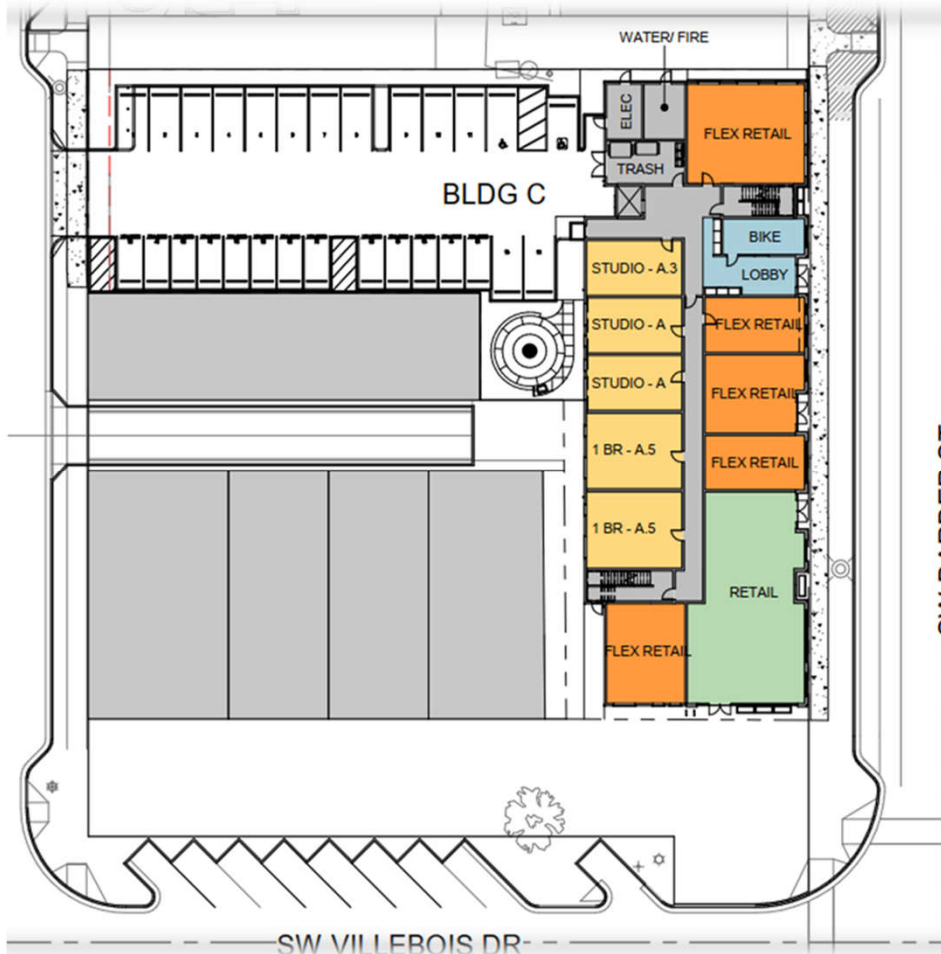 WATER/ FIRE
ELEC
FLEX RETAIL
TRASH
BLDG C
BIKE
LOBBY
STUDIO - A.3
STUDIO - A
FLEX RETAIL
STUDIO - A
FLEX RETAIL
1 BR - A.5
FLEX RETAIL
1 BR - A.5
RETAIL
FLEX RETAIL
SW VILLEBOIS DR